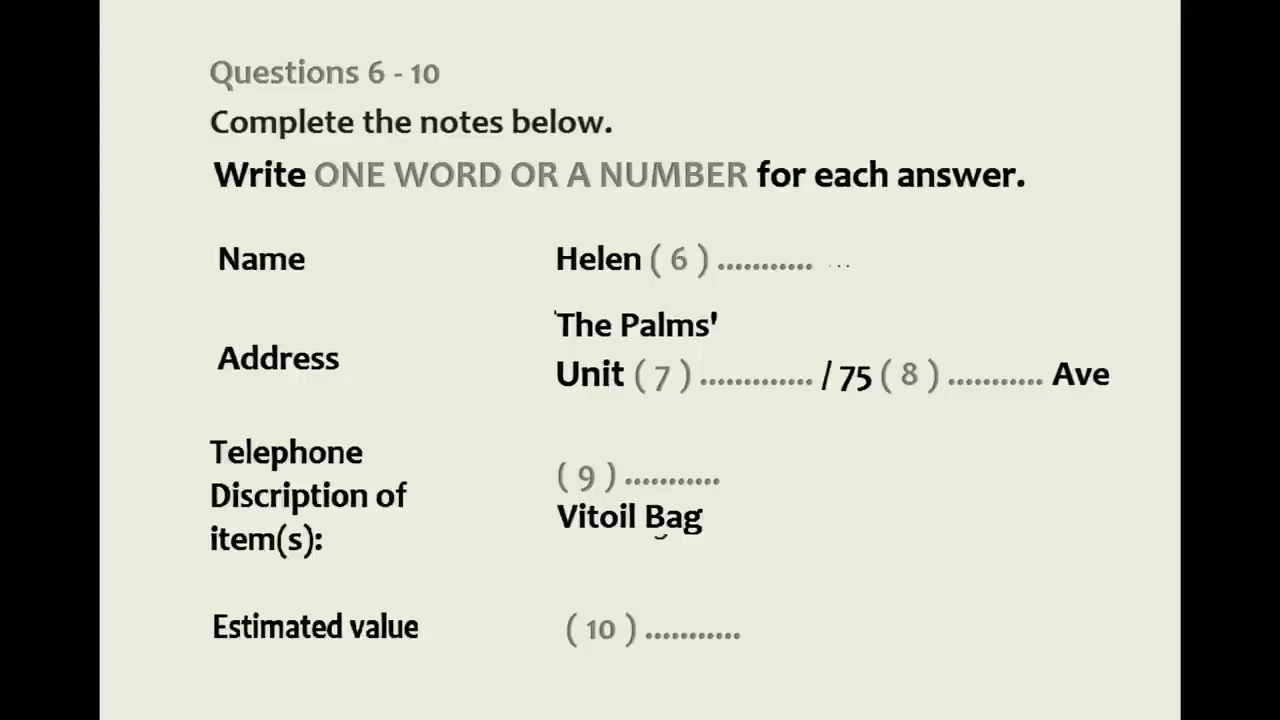 Questions 6 - 10
Complete the notes below.
Write ONE WORD OR A NUMBER for each answer.
Name Helen ( 6 ) ........... ...
Address 'The Palms'
Unit ( 7 ) ............. / 75 ( 8 ) ........... Ave
Telephone ( 9 ) ...........
Discription of item(s): Vitoil Bag
Estimated value ( 10 ) ...........